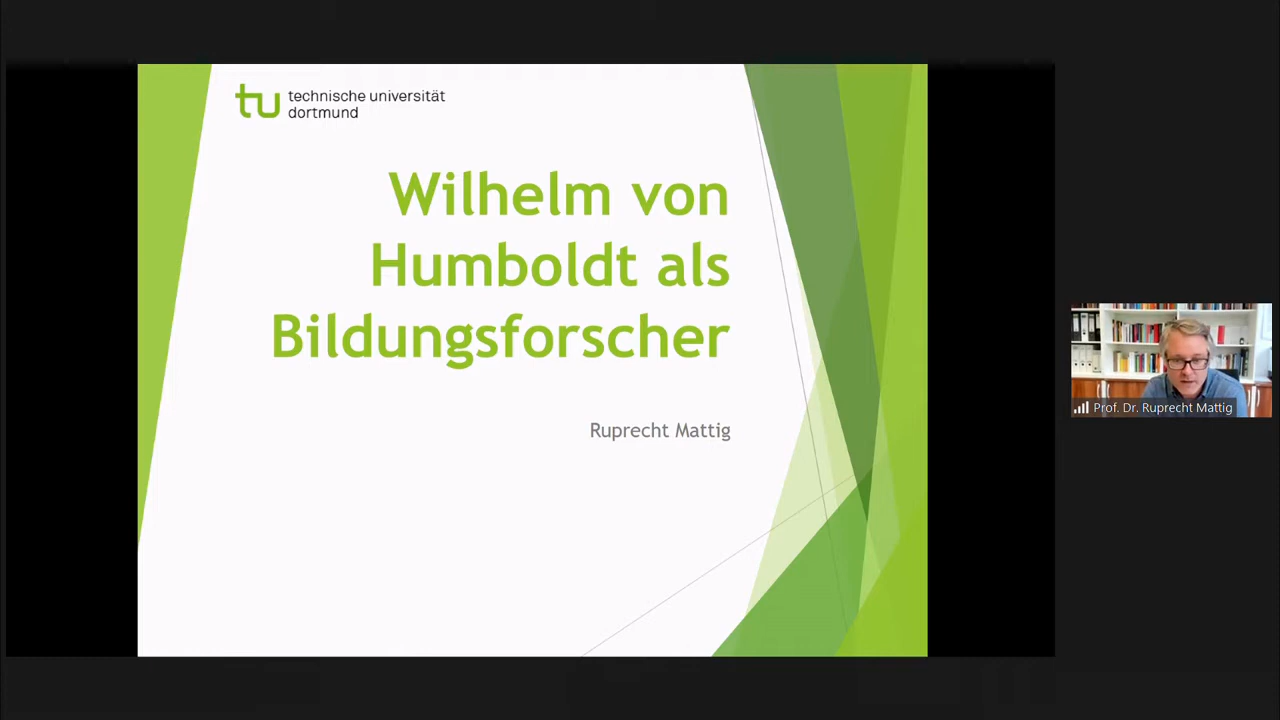 technische universität
dortmund
Wilhelm von
Humboldt als
Bildungsforscher
Ruprecht Mattig
Prof. Dr. Ruprecht Mattig